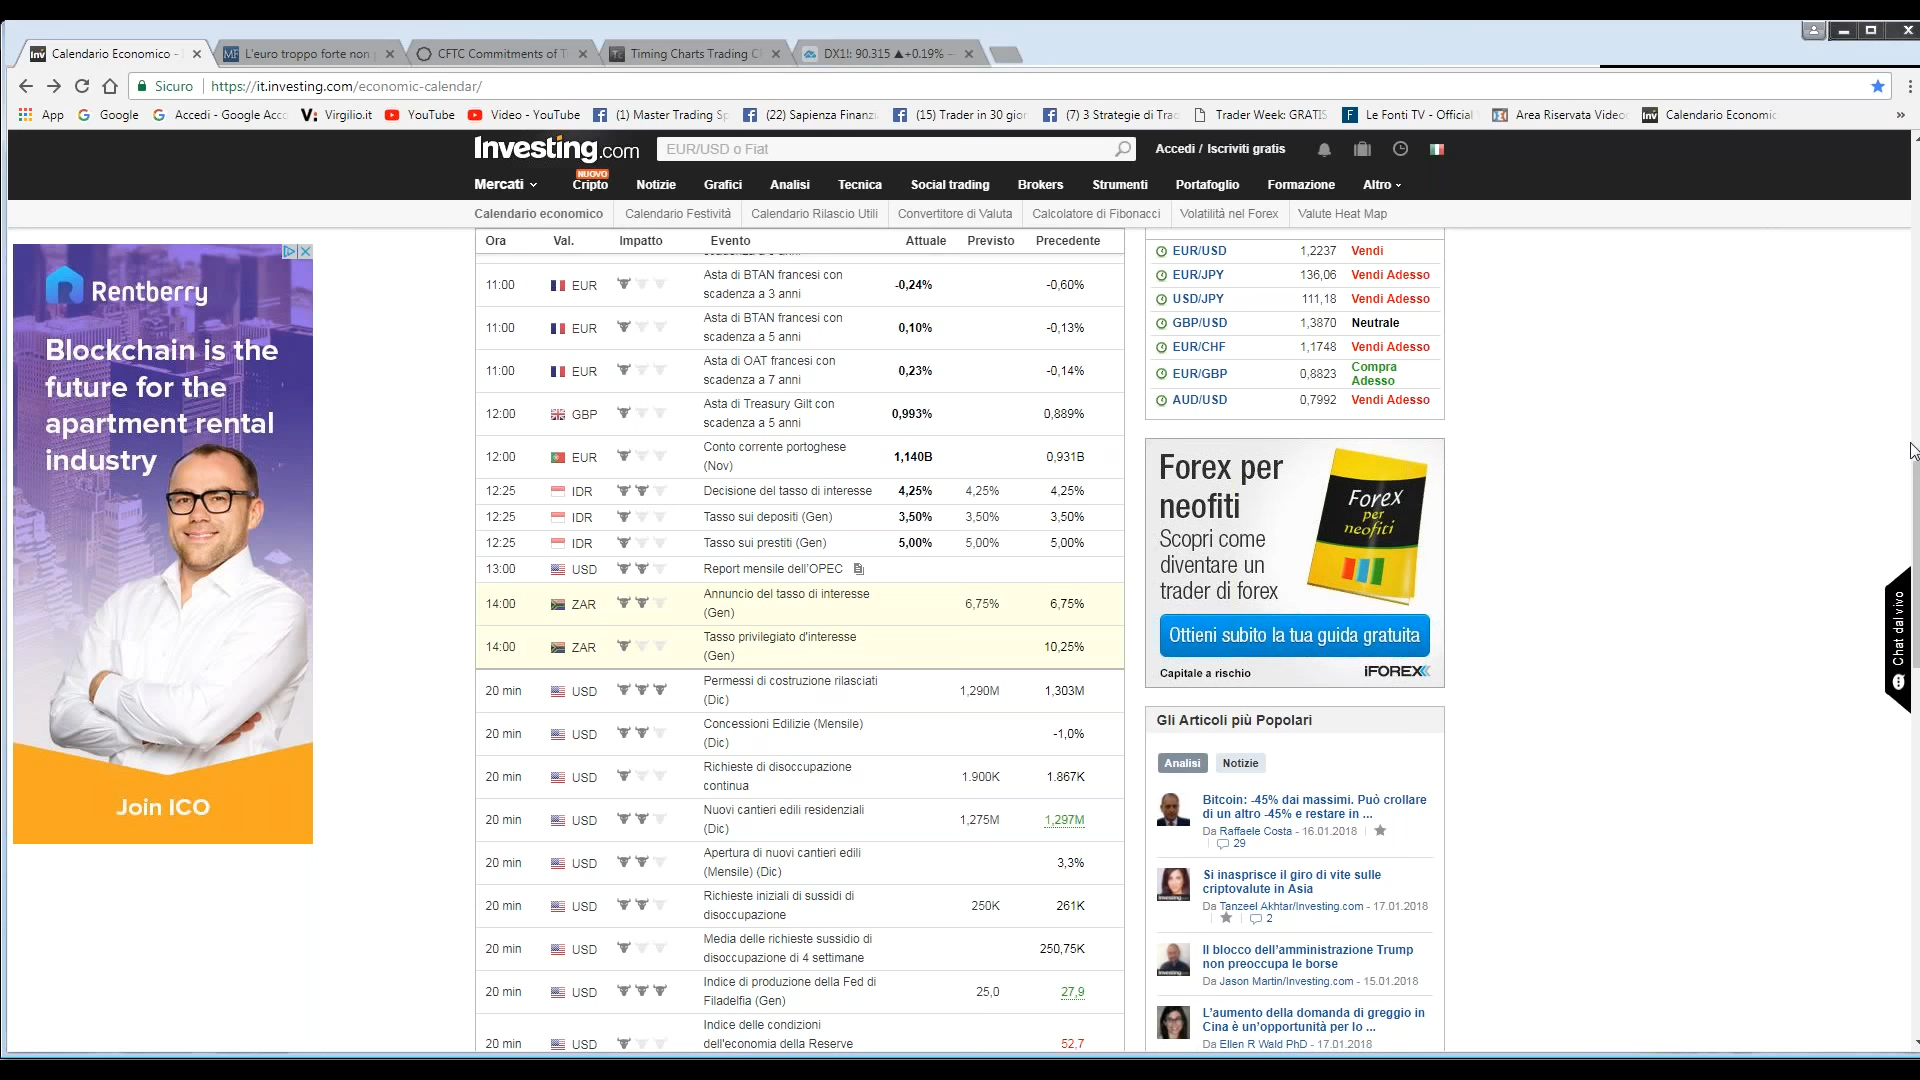 Calendario Economico -
L'euro troppo forte non
CFTC Commitments of T
Timing Charts Trading C
DX1!: 90.315 ▲+0.19% –
Sicuro https://it.investing.com/economic-calendar/
App
Google
Accedi - Google Acc
Virgilio.it
YouTube
Video - YouTube
(1) Master Trading Sp
(22) Sapienza Finanzi
(15) Trader in 30 gior
(7) 3 Strategie di Trad
Trader Week: GRATIS
Le Fonti TV - Official
Area Riservata Video
Calendario Economic
»
Investing.com
EUR/USD o Fiat
Accedi / Iscriviti gratis
NUOVO
Mercati Cripto Notizie Grafici Analisi Tecnica Social trading Brokers Strumenti Portafoglio Formazione Altro
Calendario economico Calendario Festività Calendario Rilascio Utili Convertitore di Valuta Calcolatore di Fibonacci Volatilità nel Forex Valute Heat Map
Rentberry
Blockchain is the
future for the
apartment rental
industry
Join ICO
Ora Val. Impatto Evento Attuale Previsto Precedente
11:00 EUR Asta di BTAN francesi con -0,24% -0,60%
scadenza a 3 anni
11:00 EUR Asta di BTAN francesi con 0,10% -0,13%
scadenza a 5 anni
11:00 EUR Asta di OAT francesi con 0,23% -0,14%
scadenza a 7 anni
12:00 GBP Asta di Treasury Gilt con 0,993% 0,889%
scadenza a 5 anni
12:00 EUR Conto corrente portoghese 1,140B 0,931B
(Nov)
12:25 IDR Decisione del tasso di interesse 4,25% 4,25% 4,25%
12:25 IDR Tasso sui depositi (Gen) 3,50% 3,50% 3,50%
12:25 IDR Tasso sui prestiti (Gen) 5,00% 5,00% 5,00%
13:00 USD Report mensile dell'OPEC
14:00 ZAR Annuncio del tasso di interesse 6,75% 6,75%
(Gen)
14:00 ZAR Tasso privilegiato d'interesse 10,25%
(Gen)
20 min USD Permessi di costruzione rilasciati 1,290M 1,303M
(Dic)
20 min USD Concessioni Edilizie (Mensile) -1,0%
(Dic)
20 min USD Richieste di disoccupazione 1.900K 1.867K
continua
20 min USD Nuovi cantieri edili residenziali 1,275M 1,297M
(Dic)
20 min USD Apertura di nuovi cantieri edili 3,3%
(Mensile) (Dic)
20 min USD Richieste iniziali di sussidi di 250K 261K
disoccupazione
20 min USD Media delle richieste sussidio di 250,75K
disoccupazione di 4 settimane
20 min USD Indice di produzione della Fed di 25,0 27,9
Filadelfia (Gen)
20 min USD Indice delle condizioni 52,7
dell'economia della Reserve
EUR/USD 1,2237 Vendi
EUR/JPY 136,06 Vendi Adesso
USD/JPY 111,18 Vendi Adesso
GBP/USD 1,3870 Neutrale
EUR/CHF 1,1748 Vendi Adesso
EUR/GBP 0,8823 Compra
Adesso
AUD/USD 0,7992 Vendi Adesso
Forex per
neofiti
Scopri come
diventare un
trader di forex
Forex
per
neofiti
Ottieni subito la tua guida gratuita
Capitale a rischio iFOREX
Chat dal vivo
Gli Articoli più Popolari
Analisi Notizie
Bitcoin: -45% dai massimi. Può crollare
di un altro -45% e restare in ...
Da Raffaele Costa - 16.01.2018
29
Si inasprisce il giro di vite sulle
criptovalute in Asia
Da Tanzeel Akhtar/Investing.com - 17.01.2018
2
Il blocco dell'amministrazione Trump
non preoccupa le borse
Da Jason Martin/Investing.com - 15.01.2018
L'aumento della domanda di greggio in
Cina è un'opportunità per lo ...
Da Ellen R Wald PhD - 17.01.2018